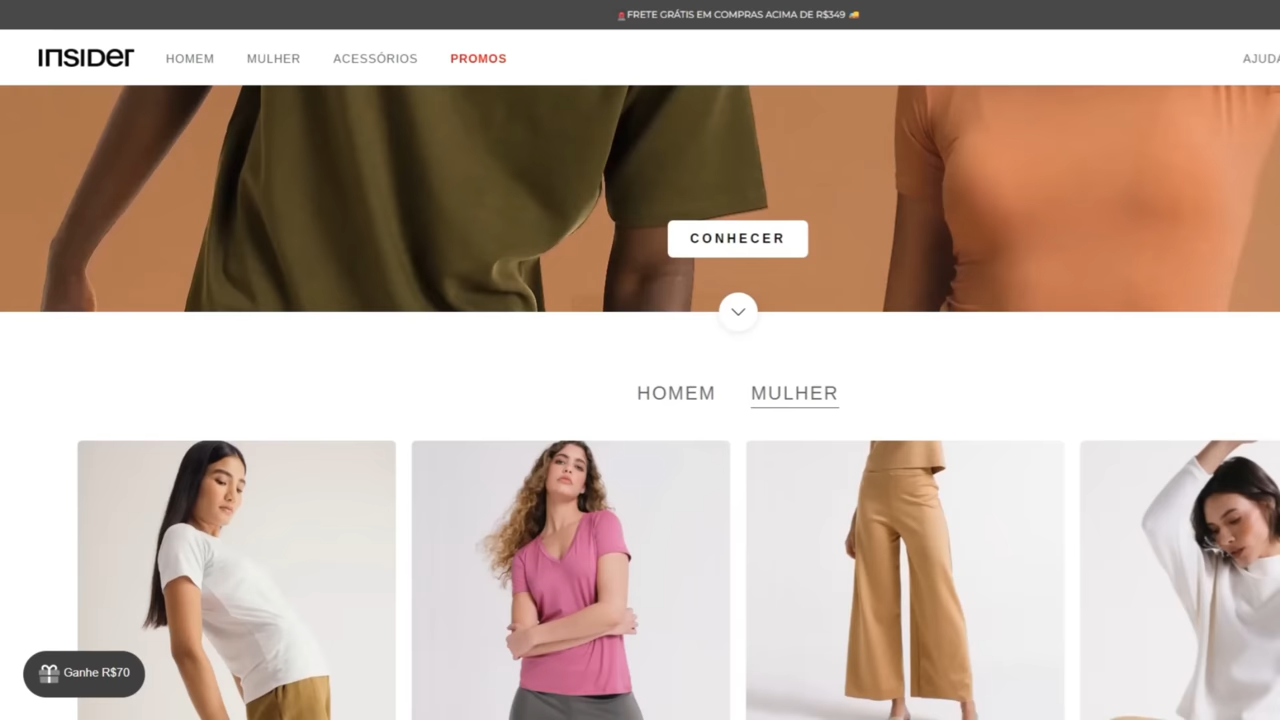 FRETE GRÁTIS EM COMPRAS ACIMA DE R$349
INSIDER
HOMEM
MULHER
ACESSÓRIOS
PROMOS
AJUDA
CONHECER
HOMEM
MULHER
Ganhe R$70